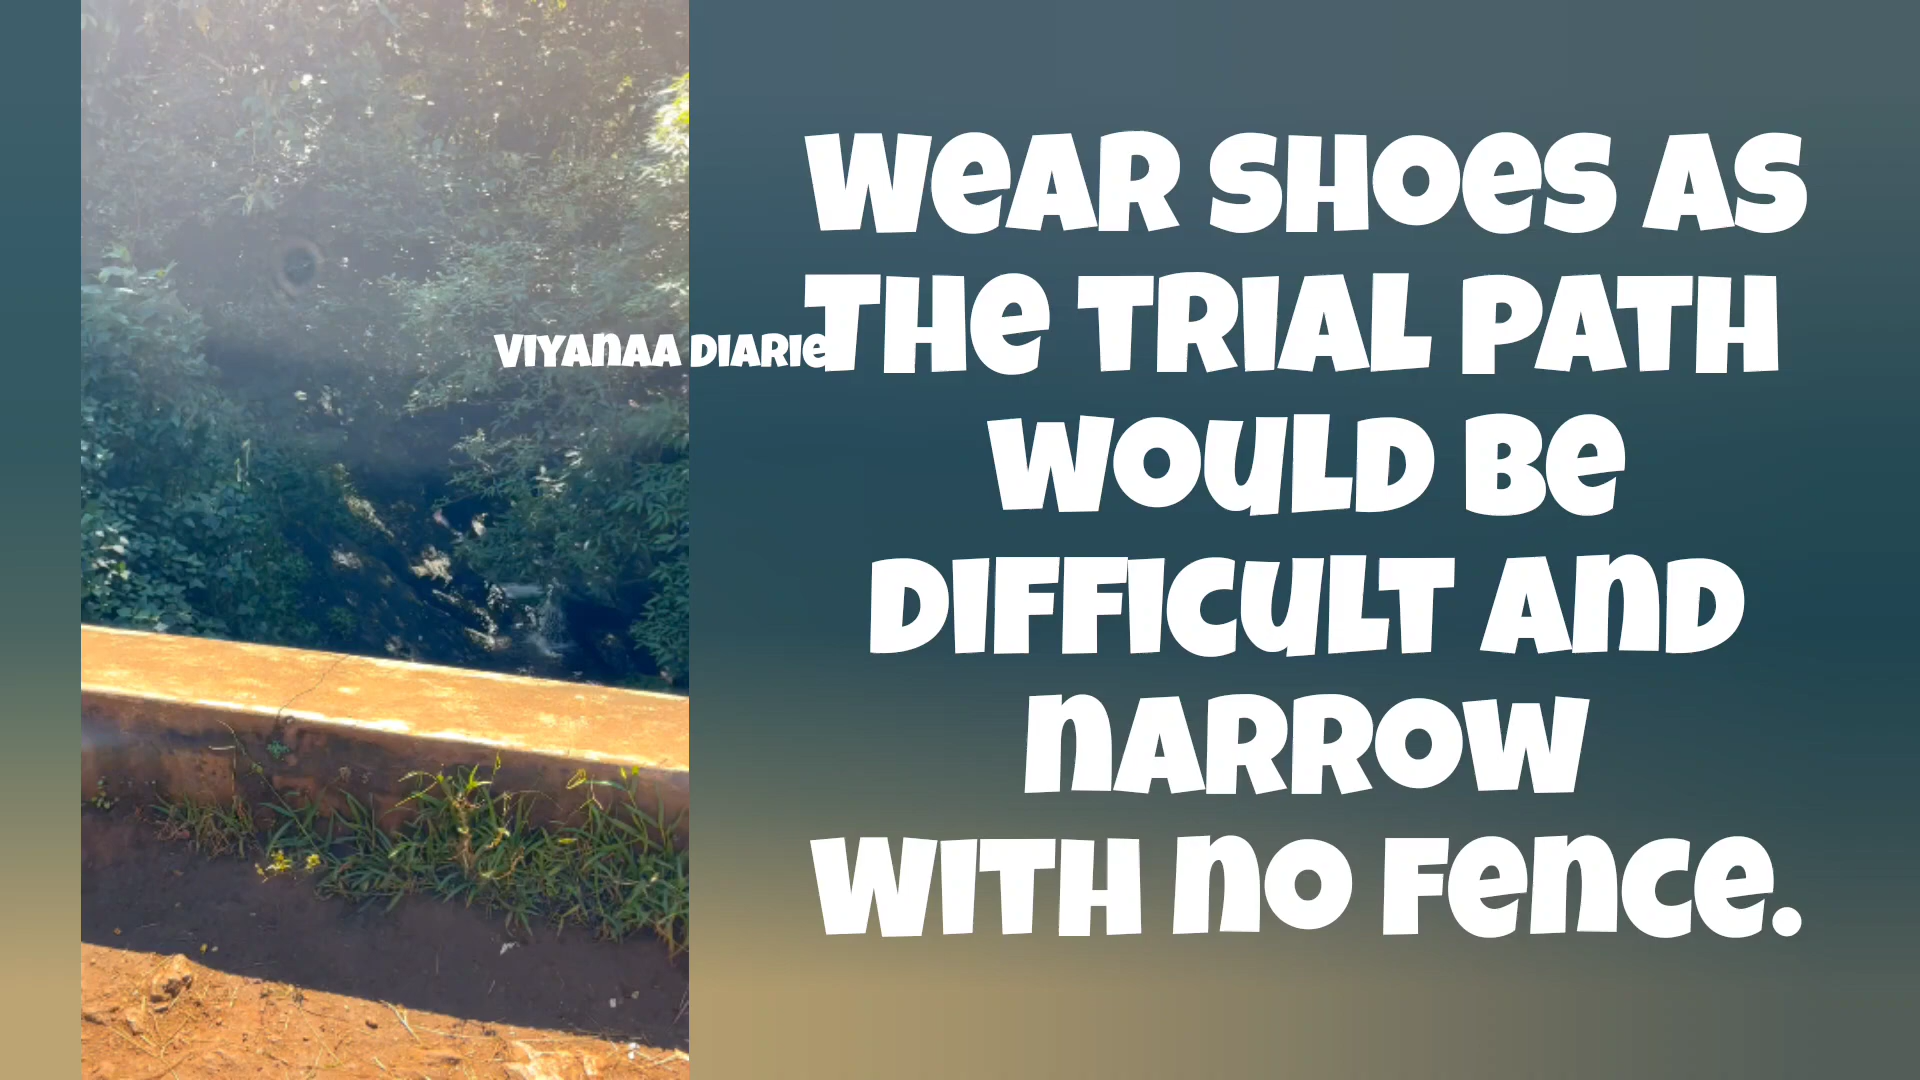 WEAR SHOES AS
THE TRIAL PATH
VIYANAA DIARIE
WOULD BE
DIFFICULT AND
NARROW
WITH NO FENCE.